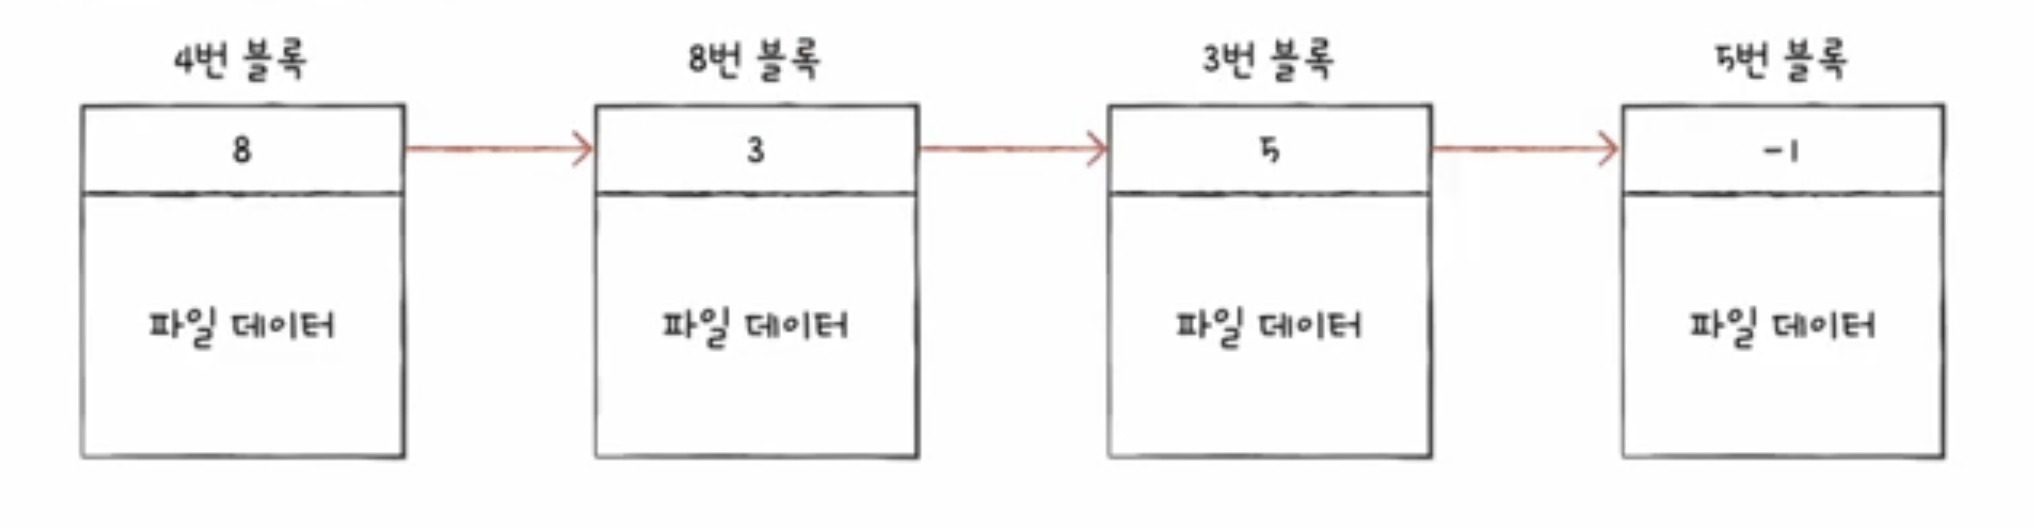 4번 블록 8번 블록 3번 블록 5번 블록
8 3 5 -1
파일 데이터 파일 데이터 파일 데이터 파일 데이터